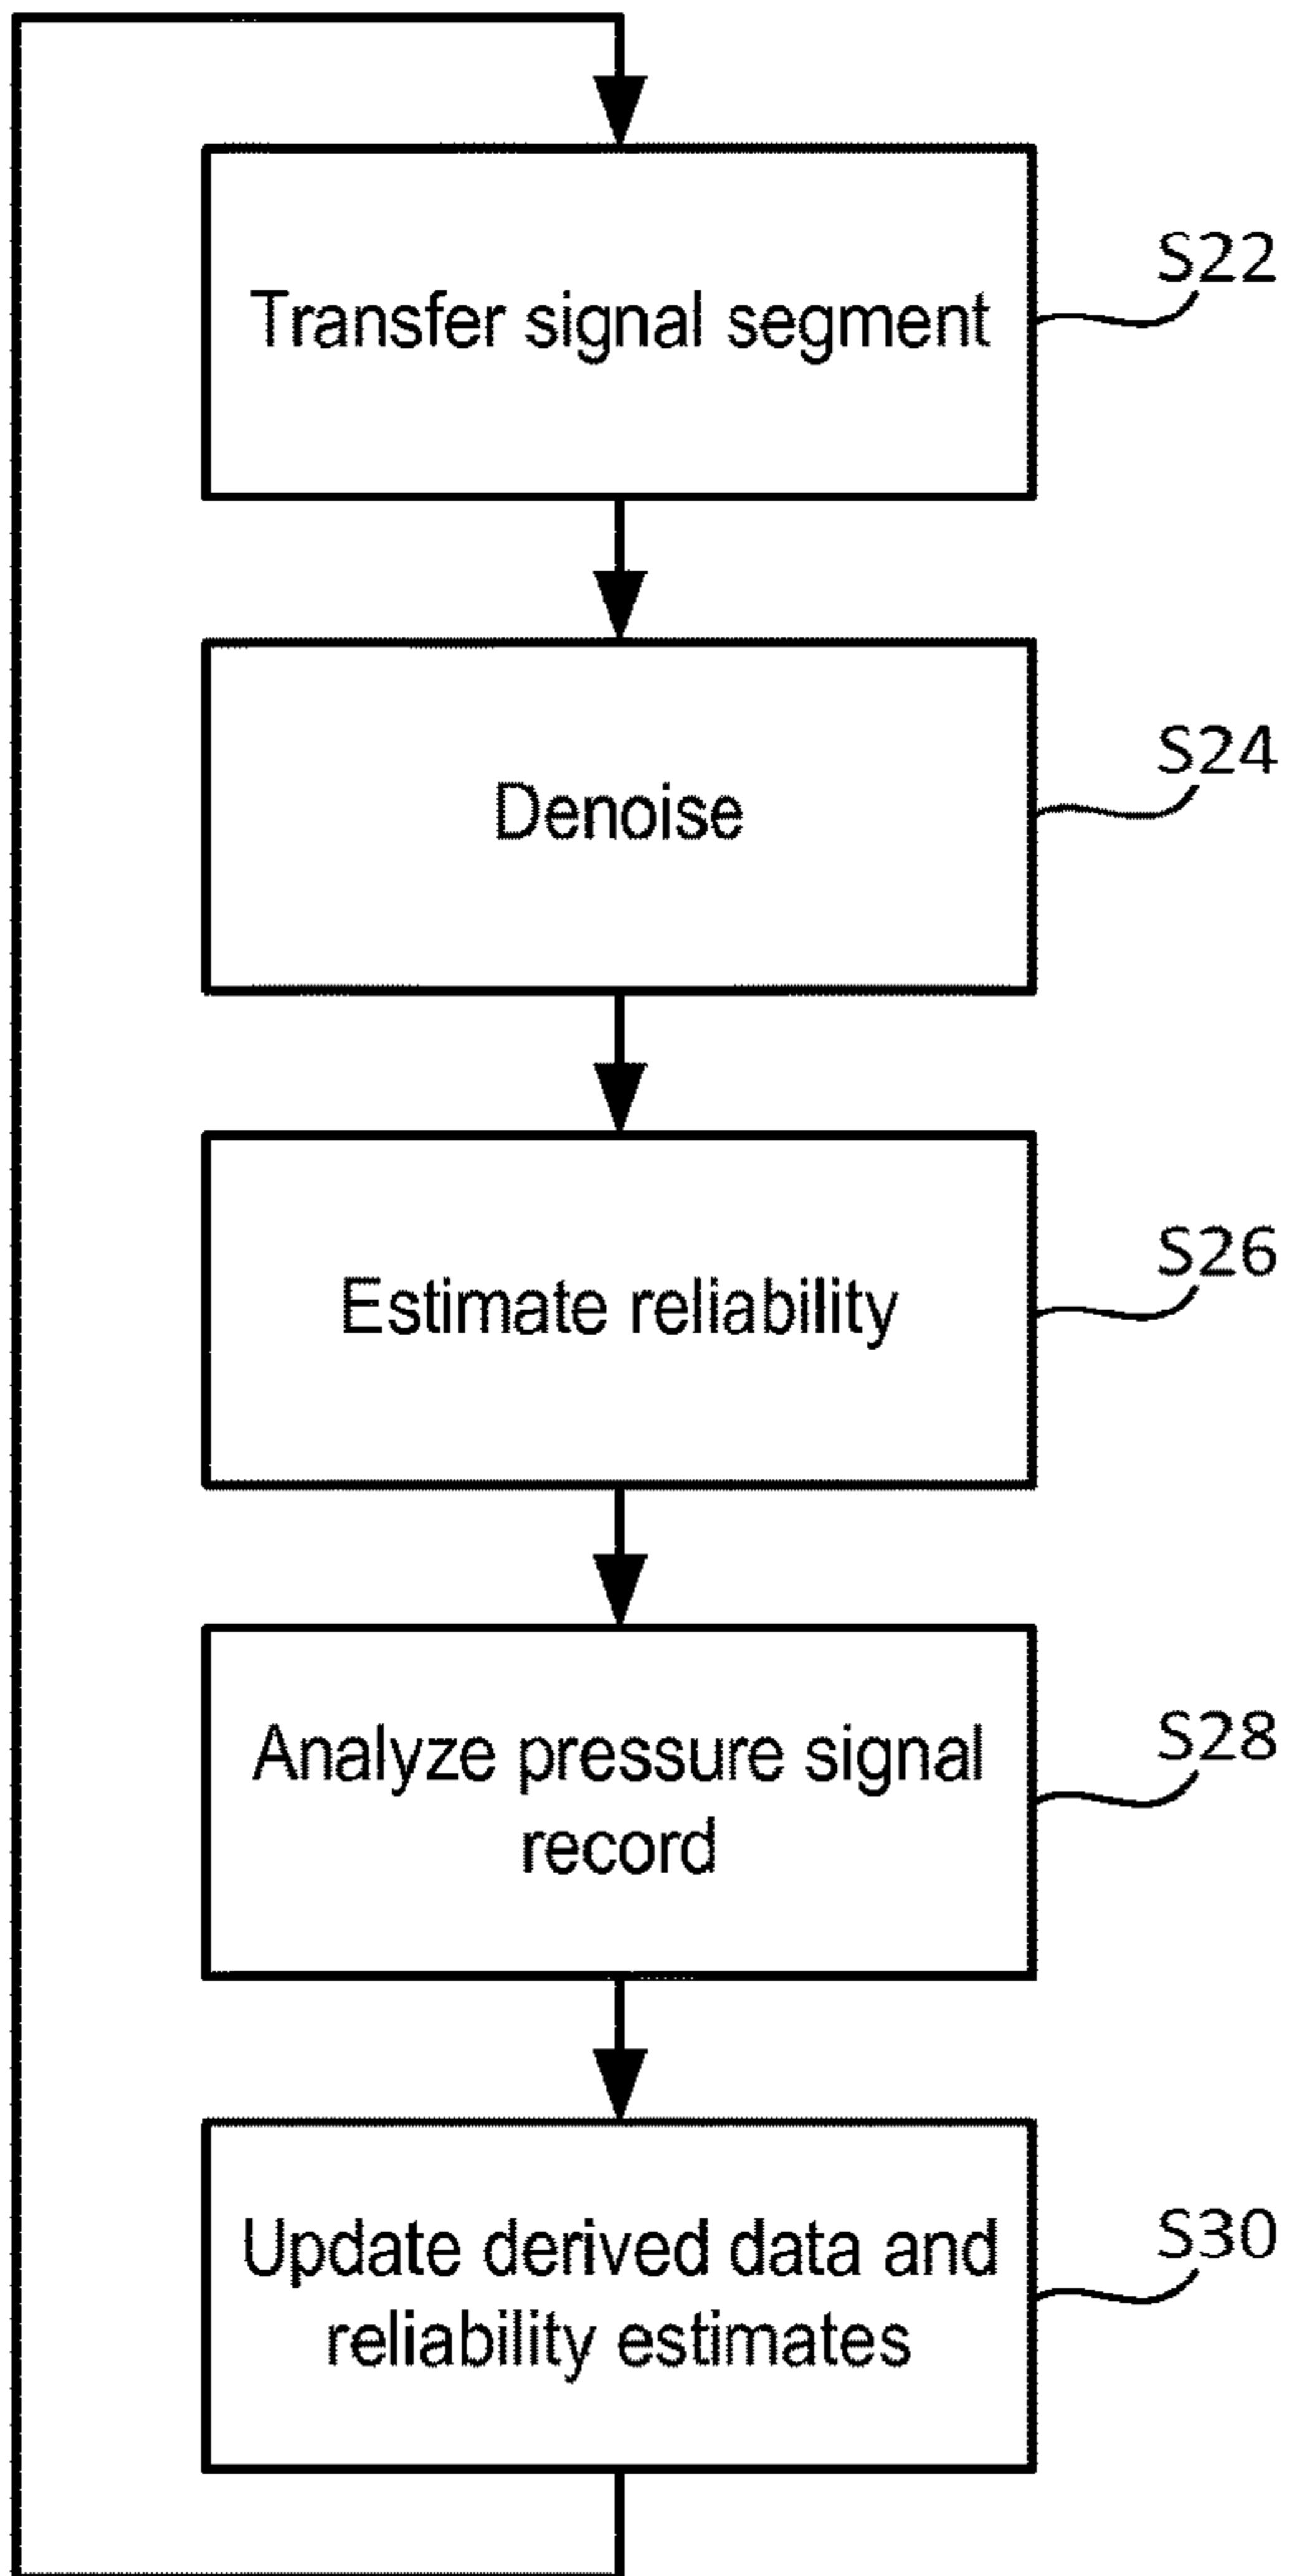 Transfer signal segment
S22
Denoise
S24
Estimate reliability
S26
Analyze pressure signal
record
S28
Update derived data and
reliability estimates
S30